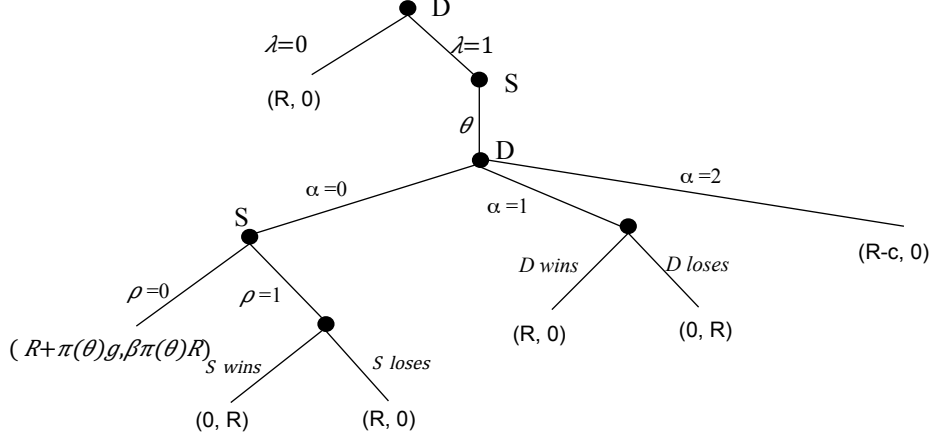 D
λ=0
λ=1
(R, 0)
S
θ
D
α=0
α=1
α=2
S
(R-c, 0)
D wins
D loses
ρ=0
ρ=1
(R, 0)
(0, R)
( R+π(θ)g,βπ(θ)R)
S wins
S loses
(0, R)
(R, 0)